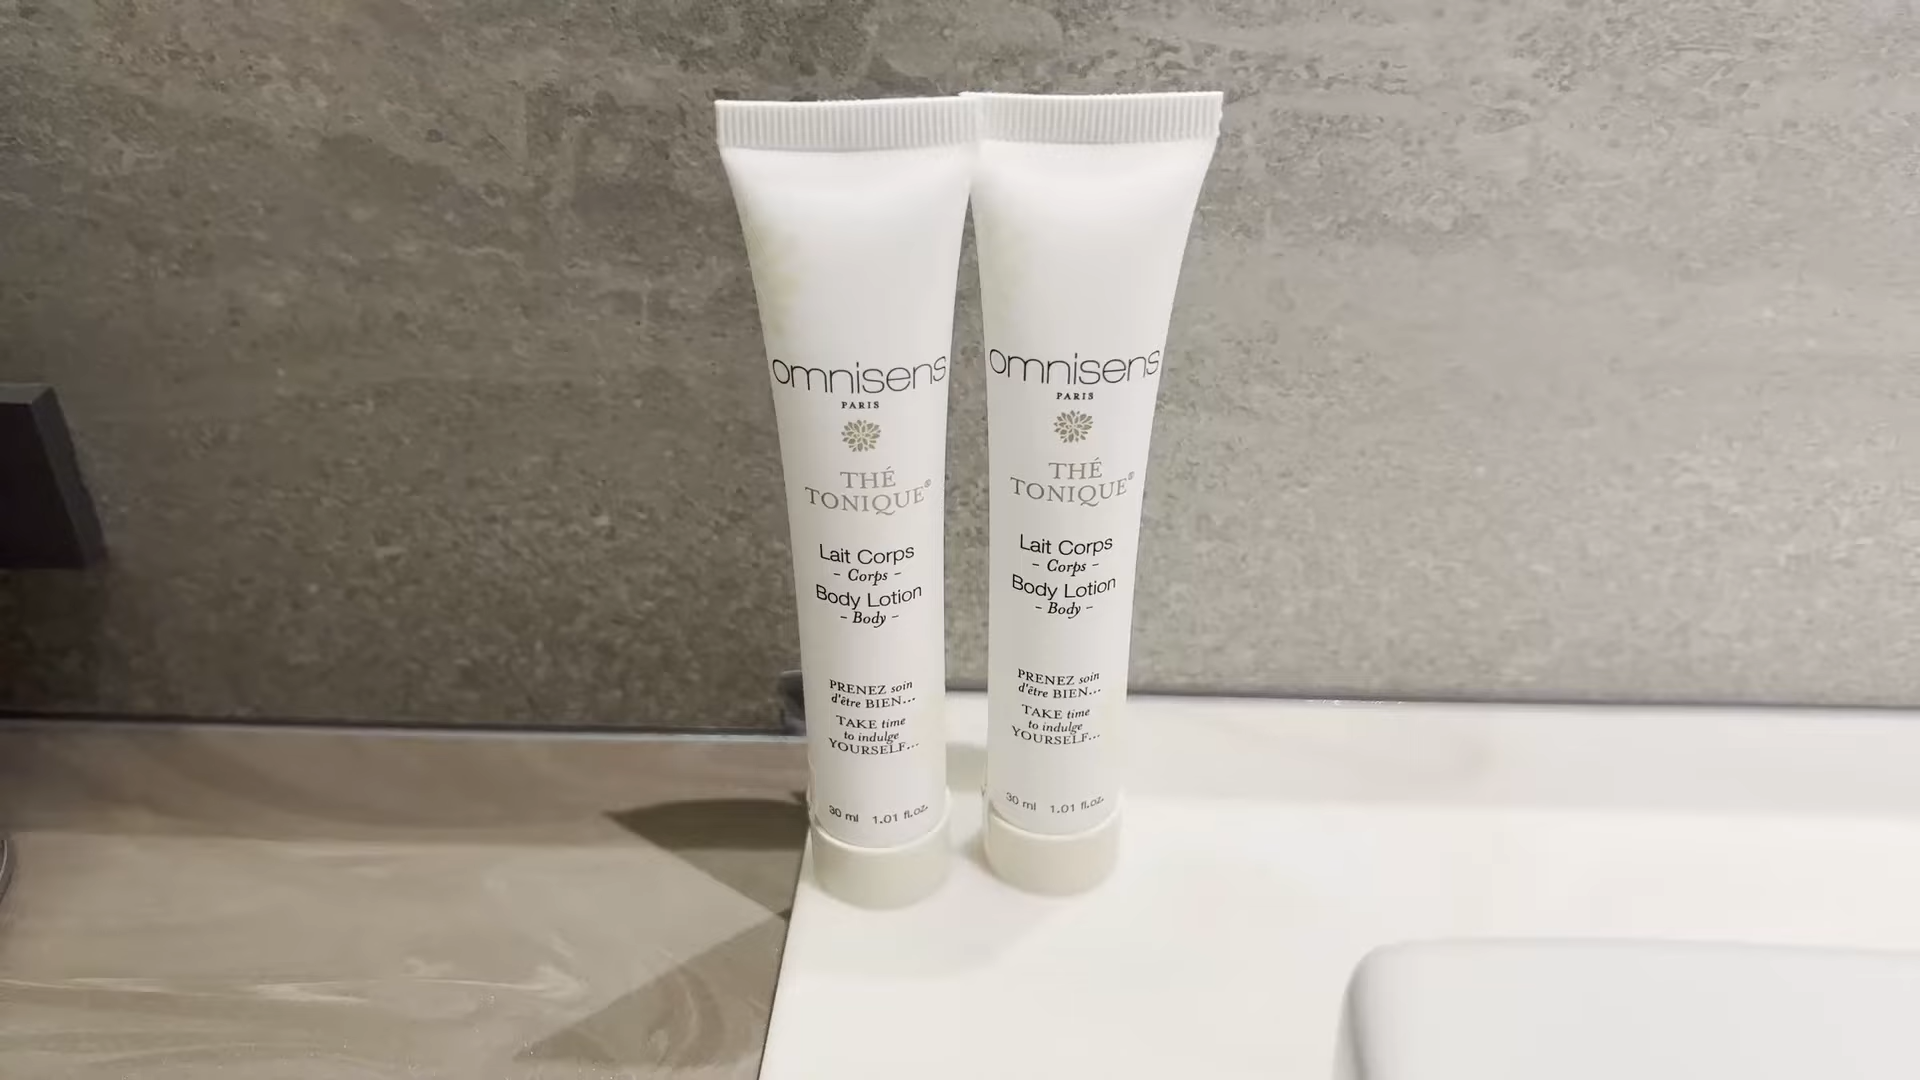 omnisens
PARIS
THÉ
TONIQUE®
Lait Corps
- Corps -
Body Lotion
- Body -
PRENEZ soin
d'être BIEN...
TAKE time
to indulge
YOURSELF...
30 ml 1.01 fl.oz.
omnisens
PARIS
THÉ
TONIQUE®
Lait Corps
- Corps -
Body Lotion
- Body -
PRENEZ soin
d'être BIEN...
TAKE time
to indulge
YOURSELF...
30 ml 1.01 fl.oz.